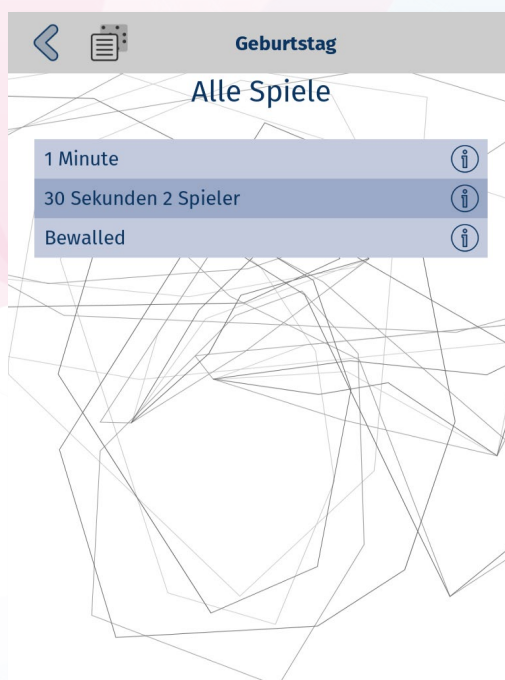 Geburtstag
Alle Spiele
1 Minute
30 Sekunden 2 Spieler
Bewalled